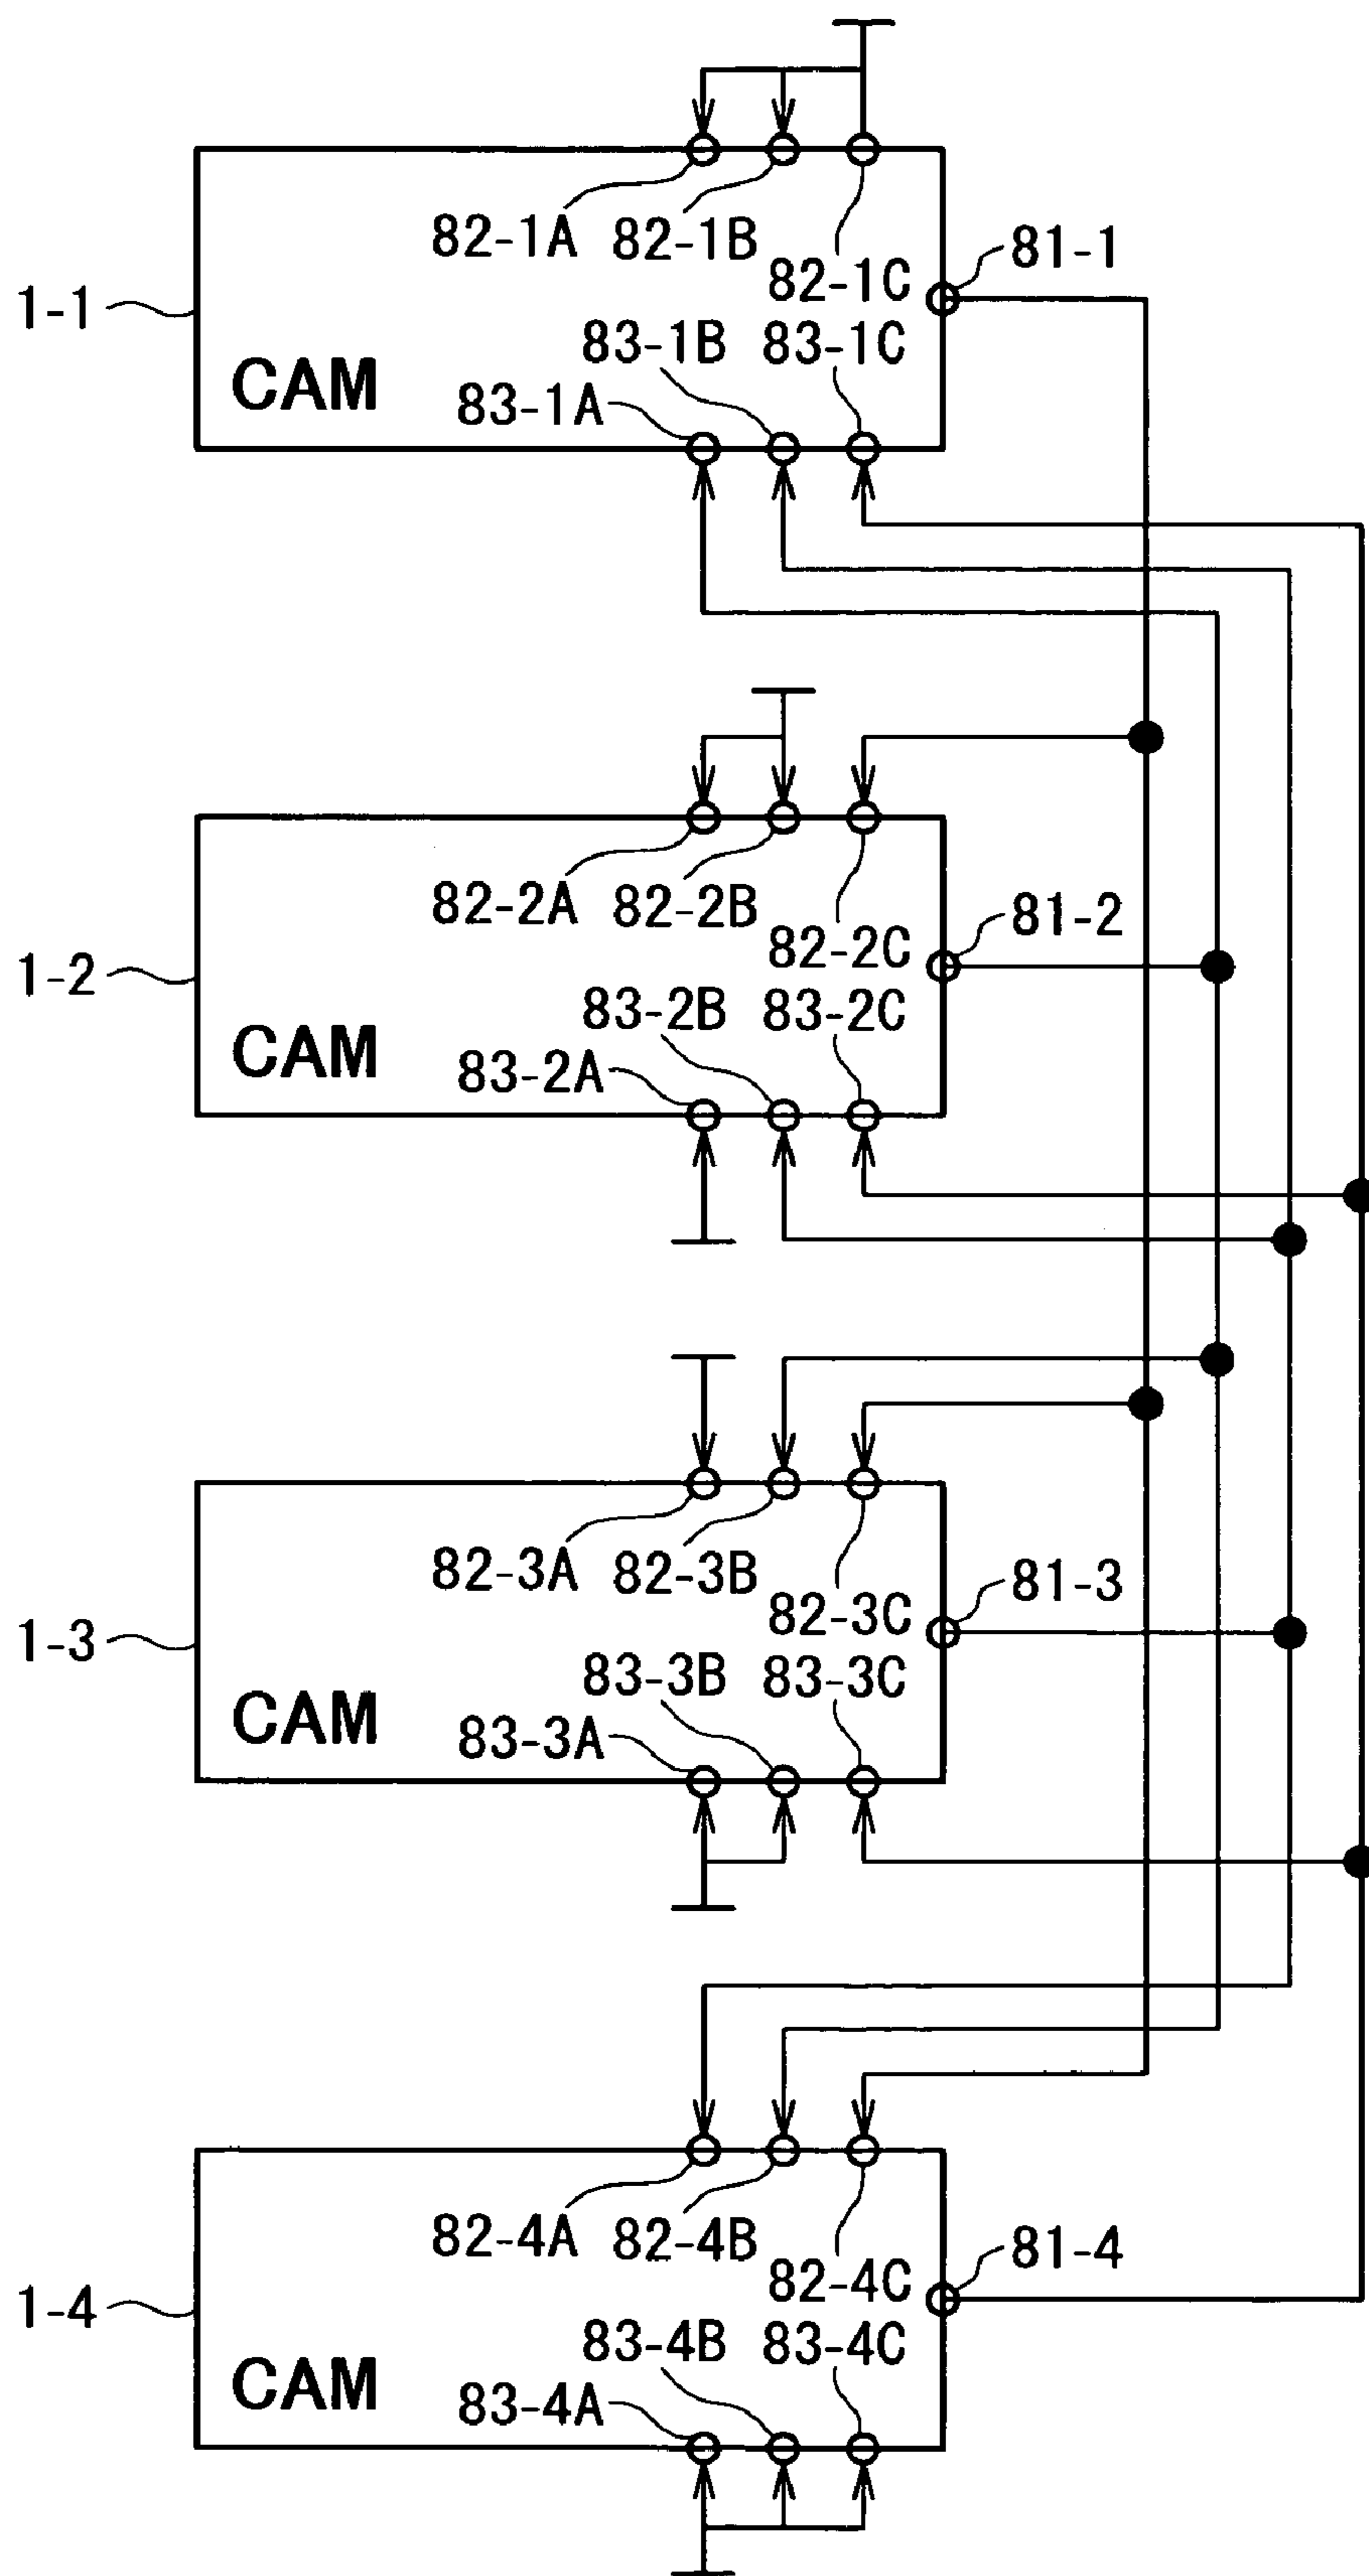 82-1A 82-1B
82-1C
81-1
1-1
83-1B 83-1C
CAM
83-1A
82-2A 82-2B
82-2C
81-2
1-2
83-2B 83-2C
CAM
83-2A
82-3A 82-3B
82-3C
81-3
1-3
83-3B 83-3C
CAM
83-3A
82-4A 82-4B
82-4C
81-4
1-4
83-4B 83-4C
CAM
83-4A